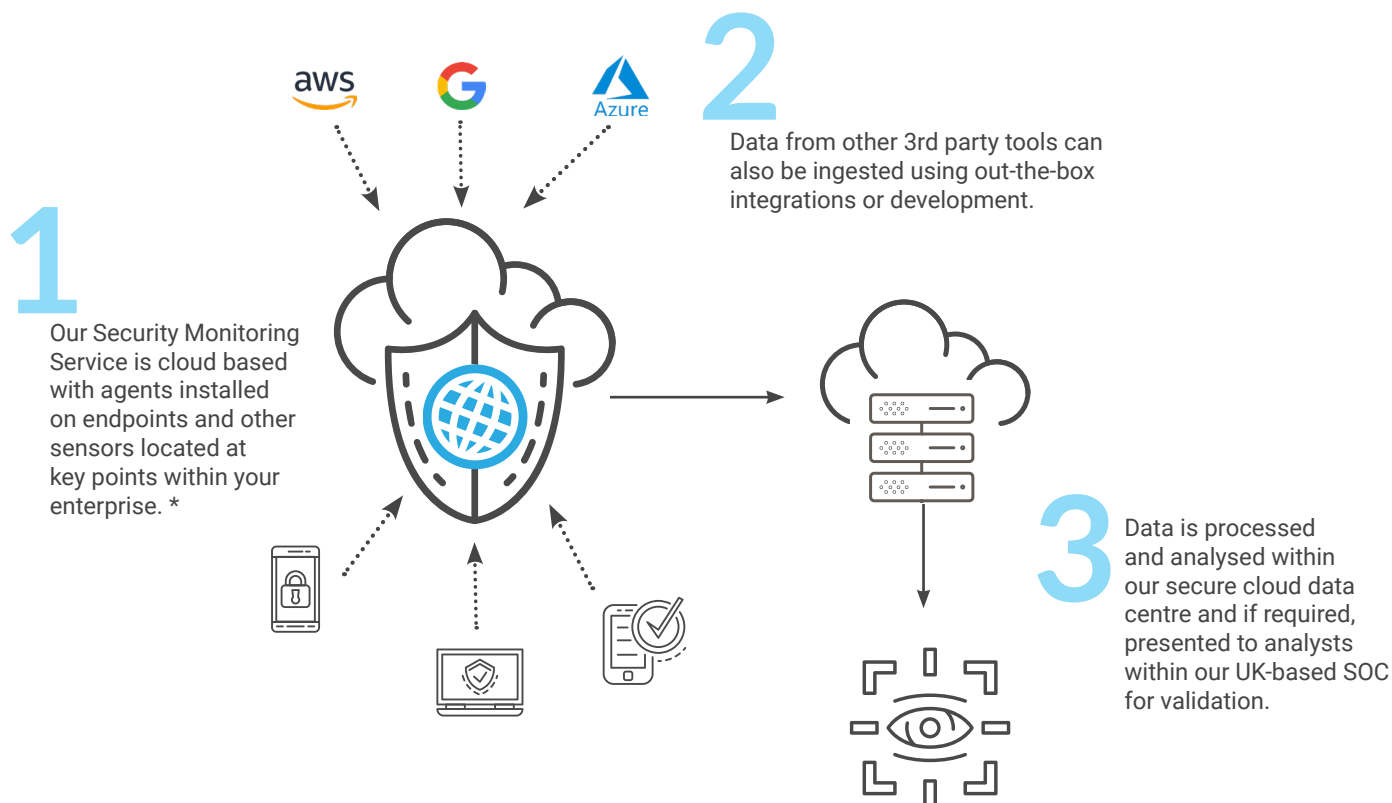 aws
Azure
2
Data from other 3rd party tools can
also be ingested using out-the-box
integrations or development.
1
Our Security Monitoring
Service is cloud based
with agents installed
on endpoints and other
sensors located at
key points within your
enterprise. *
3
Data is processed
and analysed within
our secure cloud data
centre and if required,
presented to analysts
within our UK-based SOC
for validation.